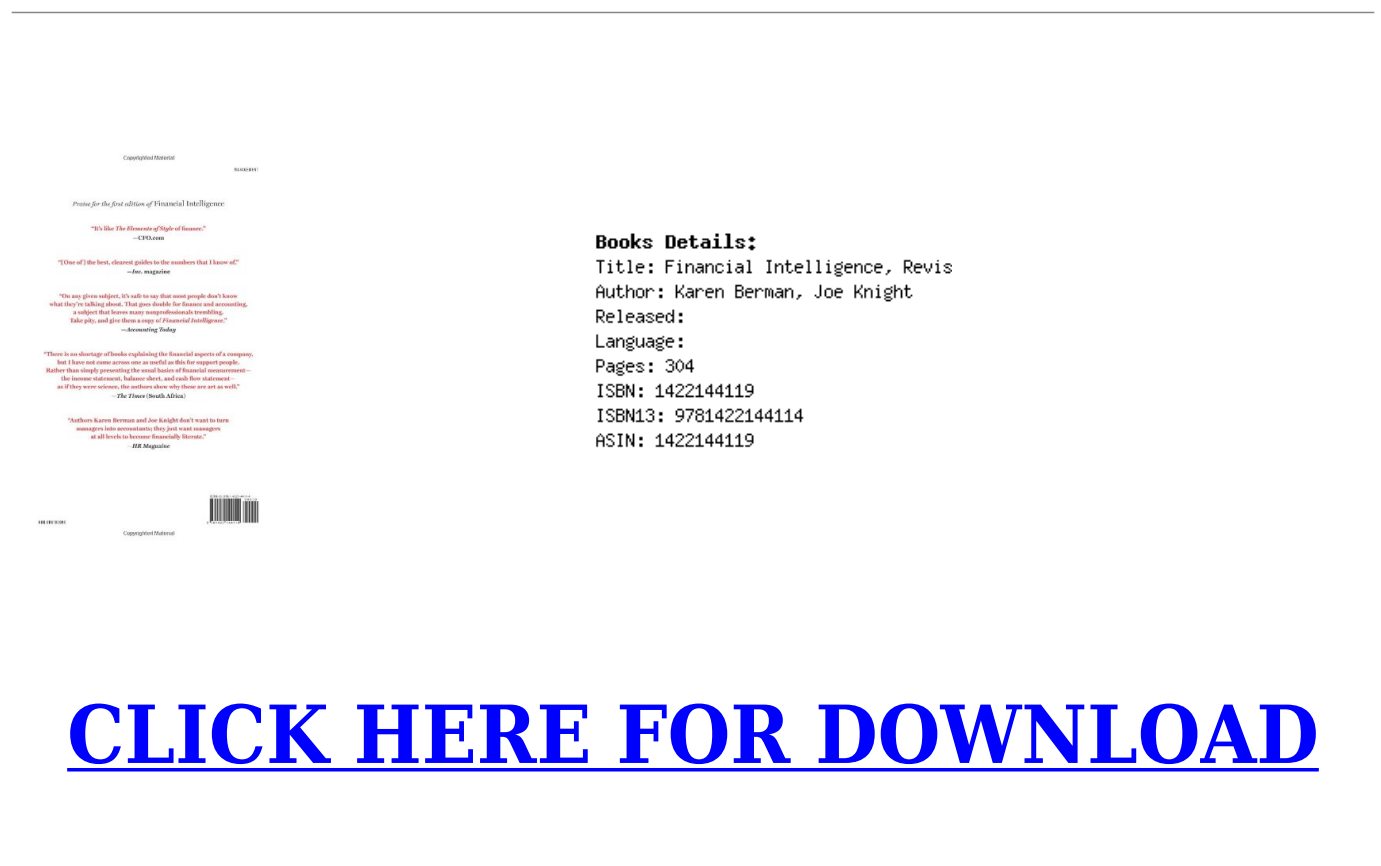 Copyrighted Material
Praise for the first edition of Financial Intelligence
"It's like The Elements of Style of finance."
—CFO.com
"[One of] the best, clearest guides to the numbers that I know of."
—Inc. magazine
"On any given subject, it's safe to say that most people don't know
what they're talking about. That goes double for finance and accounting,
a subject that leaves many nonprofessionals trembling.
Take pity, and give them a copy of Financial Intelligence."
—Accounting Today
"There is no shortage of books explaining the financial aspects of a company,
but I have not come across one as useful as this for support people.
Rather than simply presenting the usual basics of financial measurement—
the income statement, balance sheet, and cash flow statement—
as if they were science, the authors show why these are art as well."
—The Times (South Africa)
"Authors Karen Berman and Joe Knight don't want to turn
managers into accountants; they just want managers
at all levels to become financially literate."
HR Magazine
Copyrighted Material
Books Details:
Title: Financial Intelligence, Revis
Author: Karen Berman, Joe Knight
Released:
Language:
Pages: 304
ISBN: 1422144119
ISBN13: 9781422144114
ASIN: 1422144119
CLICK HERE FOR DOWNLOAD